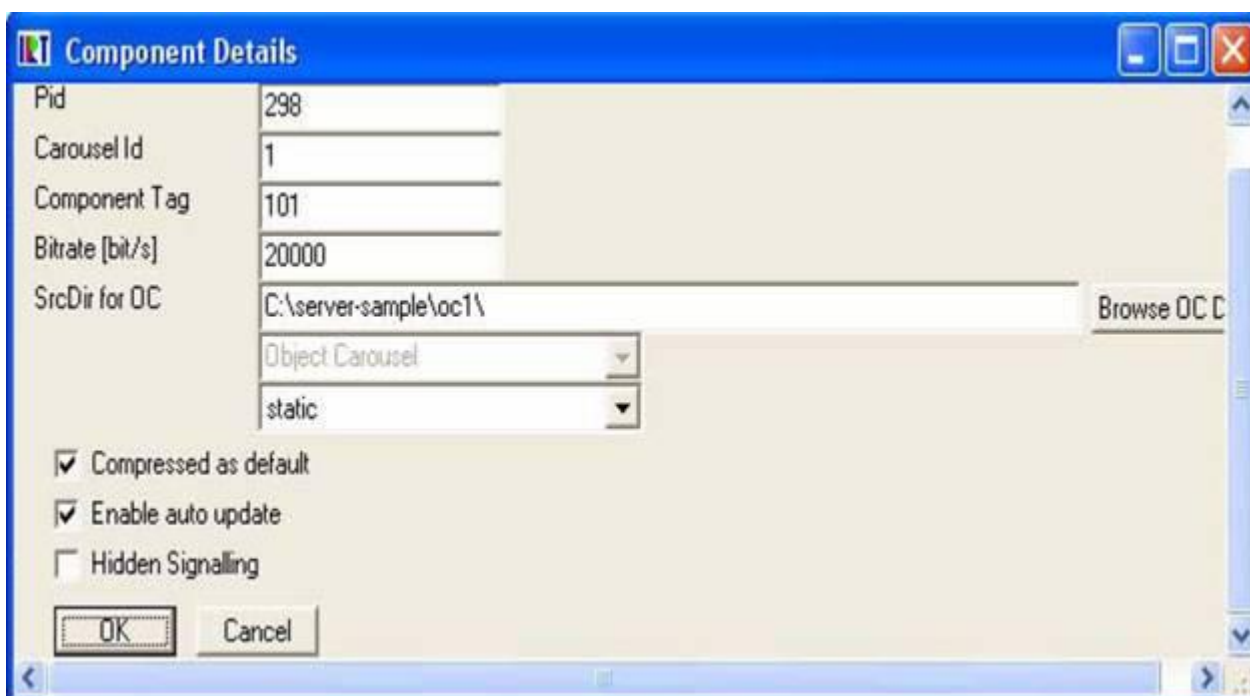 IRT Component Details
Pid 298
Carousel Id 1
Component Tag 101
Bitrate [bit/s] 20000
SrcDir for OC C:\server-sample\oc1\ Browse OC D
Object Carousel
static
Compressed as default
Enable auto update
Hidden Signalling
OK Cancel